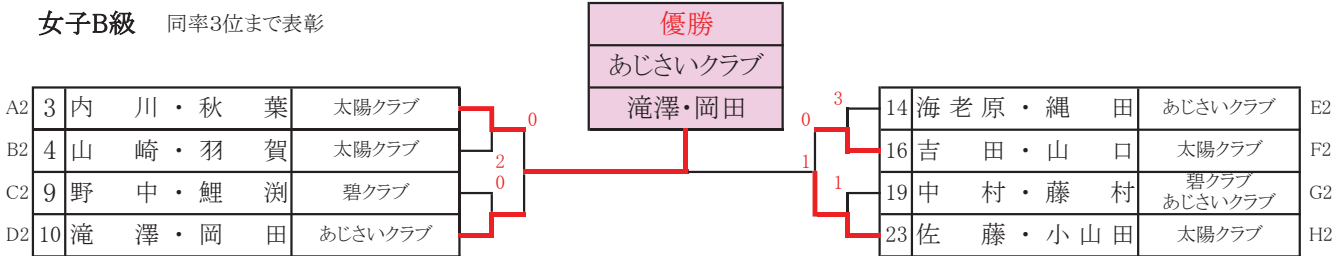 女子B級 同率3位まで表彰
優勝
あじさいクラブ
滝澤・岡田
A2 3 内川・秋葉 太陽クラブ
0
B2 4 山崎・羽賀 太陽クラブ
2
0
C2 9 野中・鯉渕 碧クラブ
D2 10 滝澤・岡田 あじさいクラブ
3
14 海老原・縄田 あじさいクラブ E2
0
16 吉田・山口 太陽クラブ F2
1
1
19 中村・藤村 碧クラブ
あじさいクラブ G2
23 佐藤・小山田 太陽クラブ H2